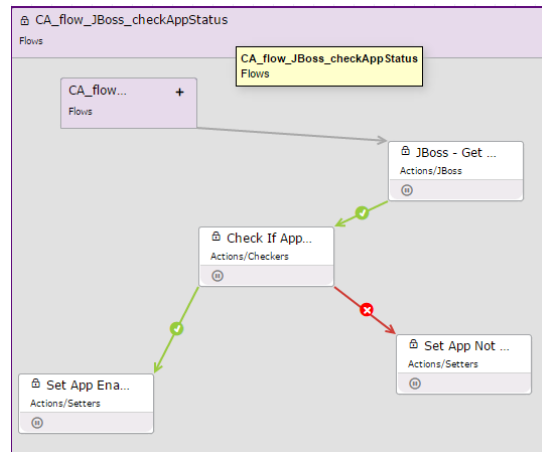 CA_flow_JBoss_checkAppStatus
Flows
CA_flow_JBoss_checkAppStatus
Flows
CA_flow... +
Flows
JBoss - Get ...
Actions/JBoss
Check If App...
Actions/Checkers
Set App Not ...
Actions/Setters
Set App Ena...
Actions/Setters